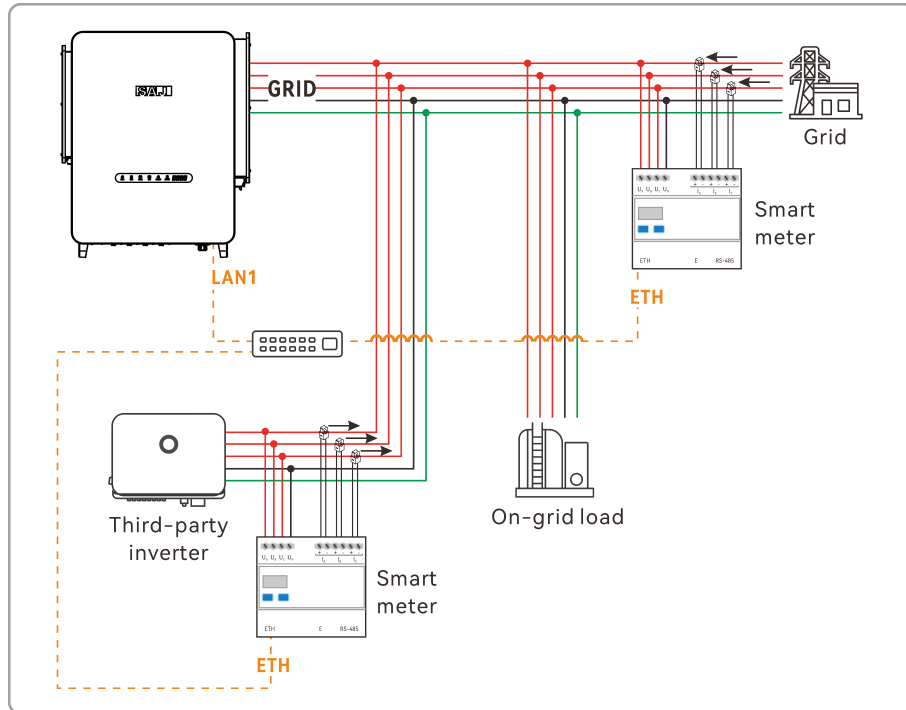 SAJ
GRID
Grid
Smart
meter
ETH
E
RS-485
LAN1
ETH
On-grid load
Third-party
inverter
Smart
meter
ETH
E
RS-485
ETH